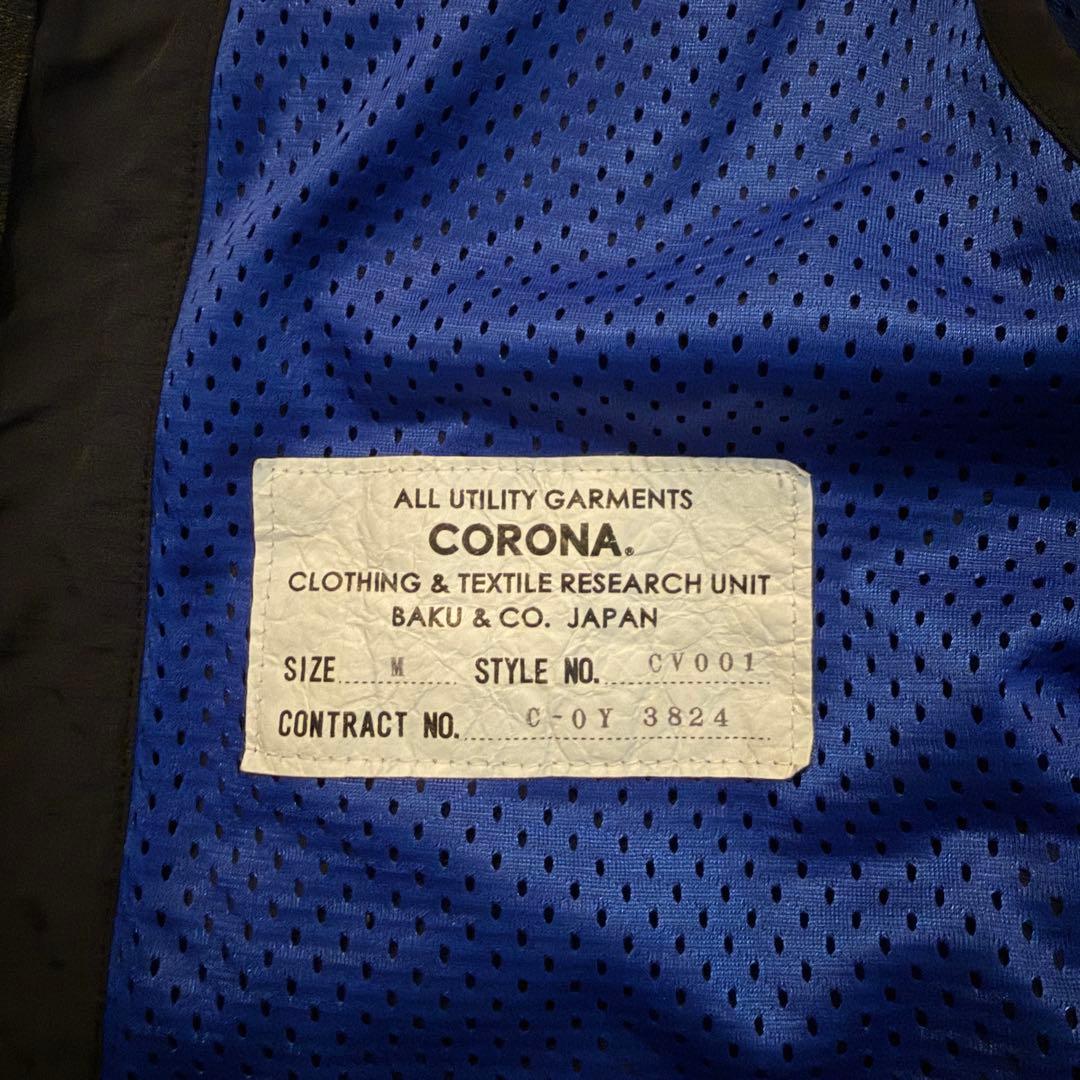 ALL UTILITY GARMENTS
CORONA®
CLOTHING & TEXTILE RESEARCH UNIT
BAKU & CO. JAPAN
SIZE M STYLE NO. CV001
CONTRACT NO. C-0Y 3824